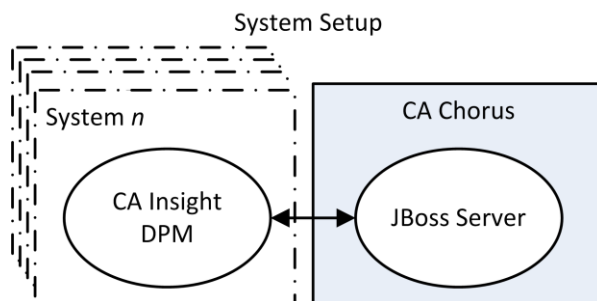 System Setup
System n
CA Chorus
CA Insight
DPM
JBoss Server